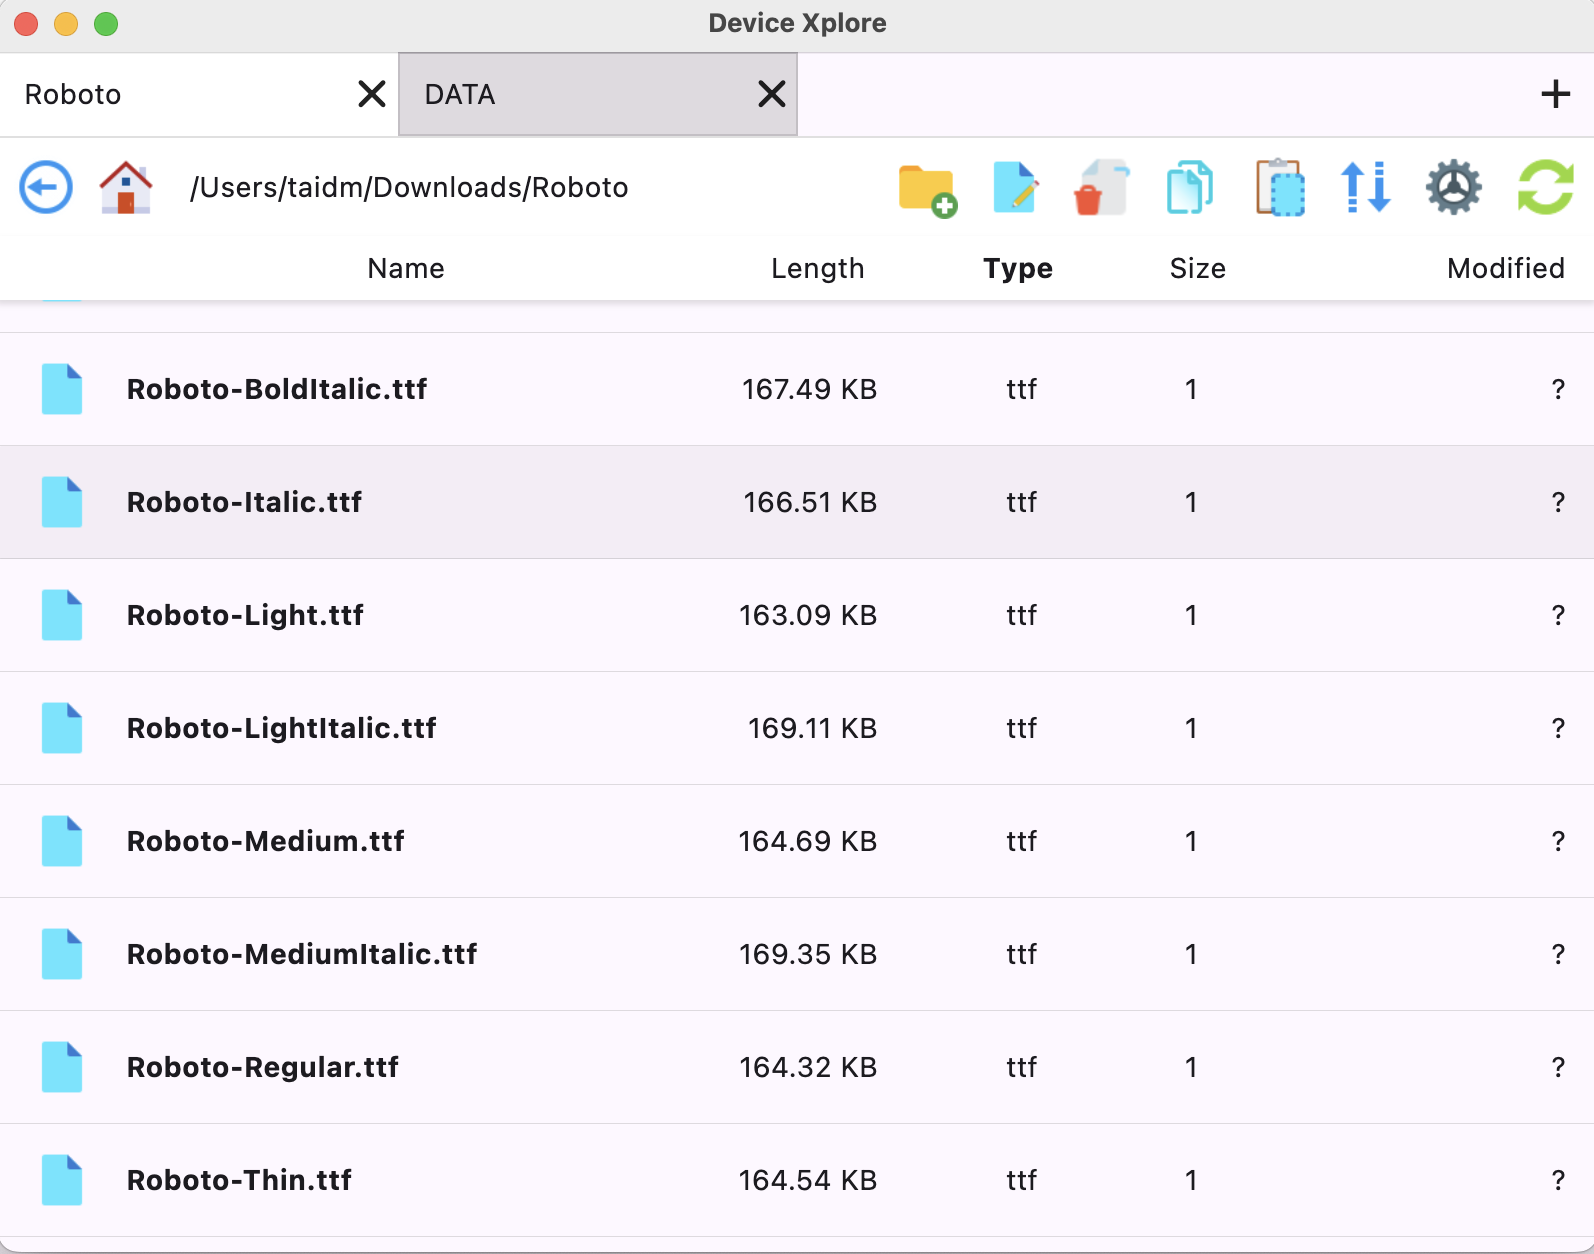 Device Xplore
Roboto
DATA
/Users/taidm/Downloads/Roboto
Name Length Type Size Modified
Roboto-BoldItalic.ttf 167.49 KB ttf 1 ?
Roboto-Italic.ttf 166.51 KB ttf 1 ?
Roboto-Light.ttf 163.09 KB ttf 1 ?
Roboto-LightItalic.ttf 169.11 KB ttf 1 ?
Roboto-Medium.ttf 164.69 KB ttf 1 ?
Roboto-MediumItalic.ttf 169.35 KB ttf 1 ?
Roboto-Regular.ttf 164.32 KB ttf 1 ?
Roboto-Thin.ttf 164.54 KB ttf 1 ?